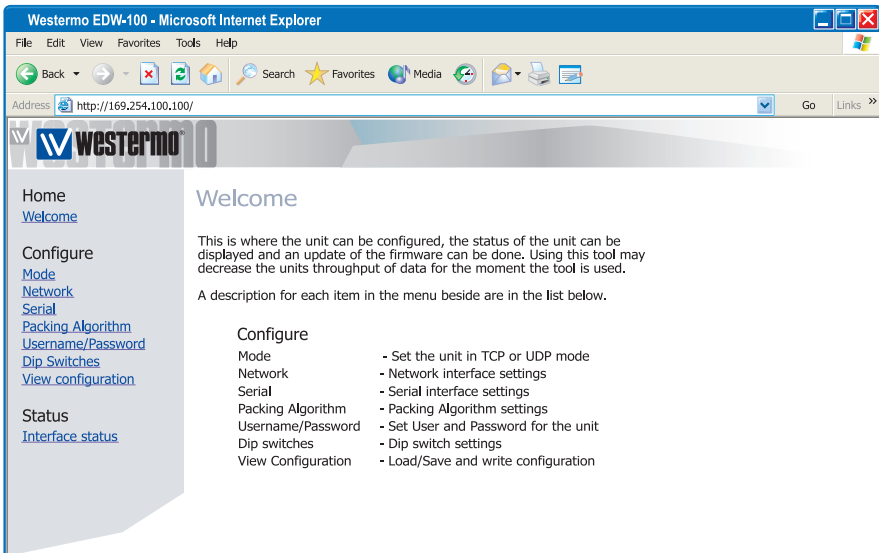 Westermo EDW-100 - Microsoft Internet Explorer
File Edit View Favorites Tools Help
Back Search Favorites Media
Address http://169.254.100.100/ Go Links »
westermo®
Home
Welcome
Configure
Mode
Network
Serial
Packing Algorithm
Username/Password
Dip Switches
View configuration
Status
Interface status
Welcome
This is where the unit can be configured, the status of the unit can be
displayed and an update of the firmware can be done. Using this tool may
decrease the units throughput of data for the moment the tool is used.
A description for each item in the menu beside are in the list below.
Configure
Mode - Set the unit in TCP or UDP mode
Network - Network interface settings
Serial - Serial interface settings
Packing Algorithm - Packing Algorithm settings
Username/Password - Set User and Password for the unit
Dip switches - Dip switch settings
View Configuration - Load/Save and write configuration